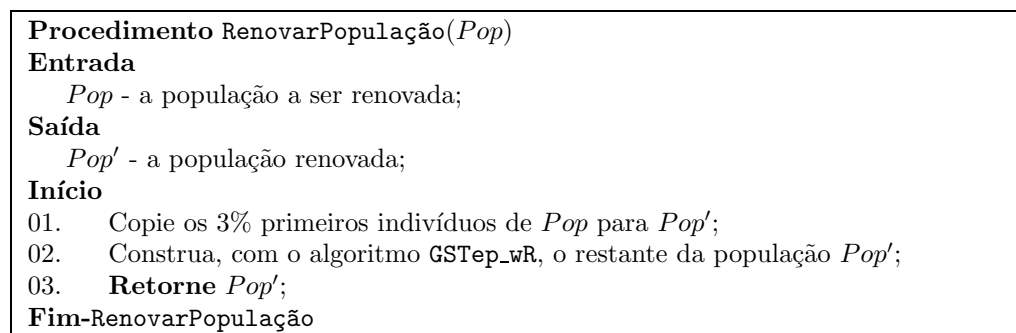 Procedimento RenovarPopulação(Pop)
Entrada
Pop - a população a ser renovada;
Saída
Pop′ - a população renovada;
Início
01. Copie os 3% primeiros indivíduos de Pop para Pop′;
02. Construa, com o algoritmo GSTep_wR, o restante da população Pop′;
03. Retorne Pop′;
Fim-RenovarPopulação